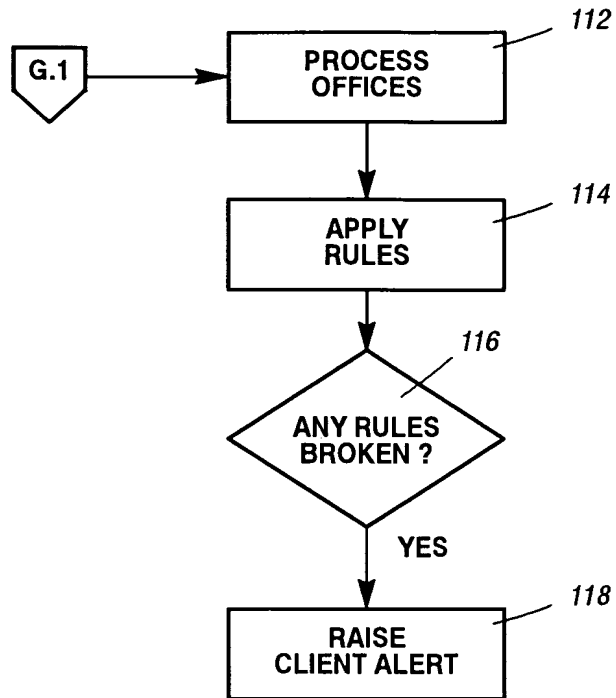 112
G.1
PROCESS
OFFICES
114
APPLY
RULES
116
ANY RULES
BROKEN ?
YES
118
RAISE
CLIENT ALERT